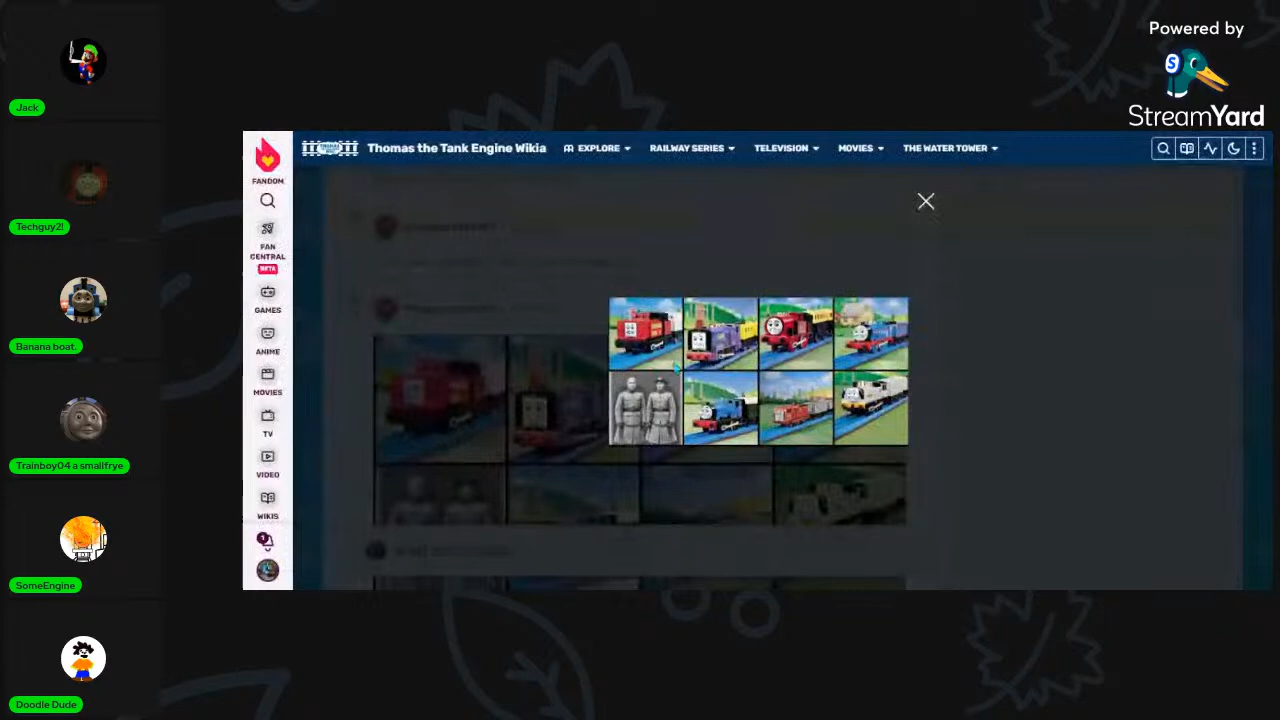 Powered by
StreamYard
Jack
Techguy2!
Banana boat.
Trainboy04 a smallfrye
SomeEngine
Doodle Dude
Thomas the Tank Engine Wikia
EXPLORE
RAILWAY SERIES
TELEVISION
MOVIES
THE WATER TOWER
FANDOM
FAN
CENTRAL
BETA
GAMES
ANIME
MOVIES
TV
VIDEO
WIKIS
1